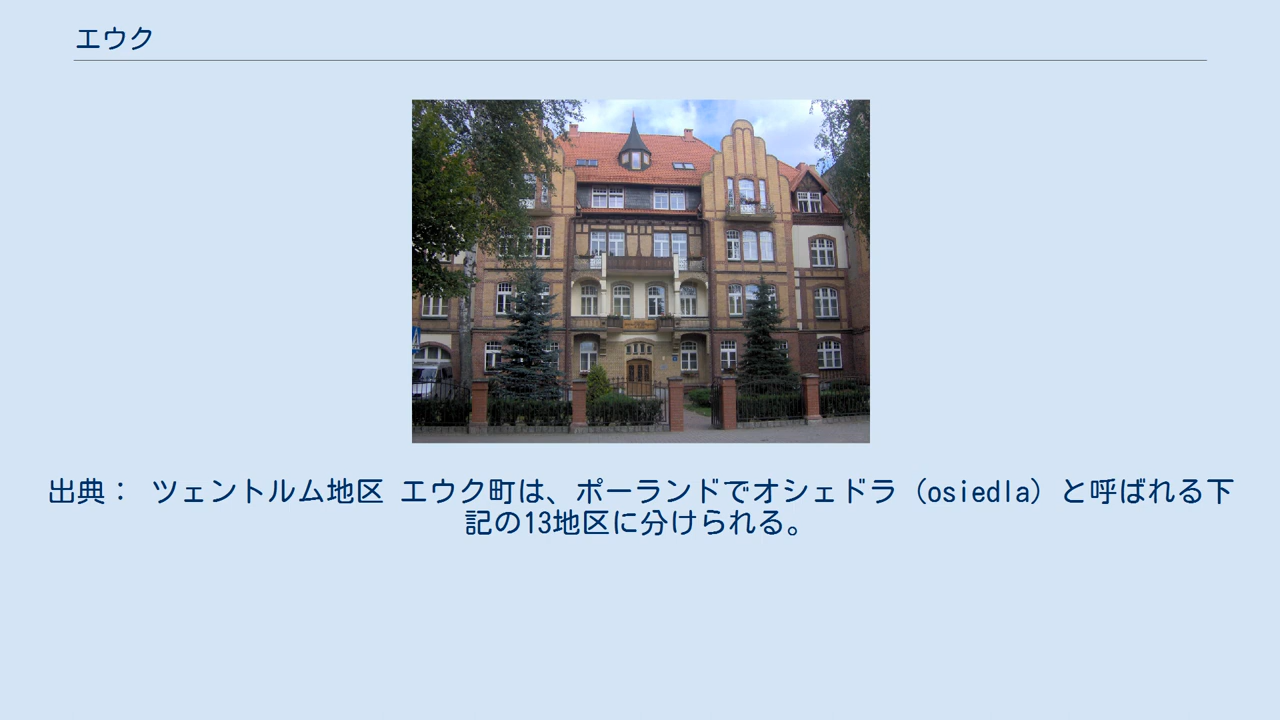 エウク
出典： ツェントルム地区 エウク町は、ポーランドでオシェドラ（osiedla）と呼ばれる下
記の13地区に分けられる。